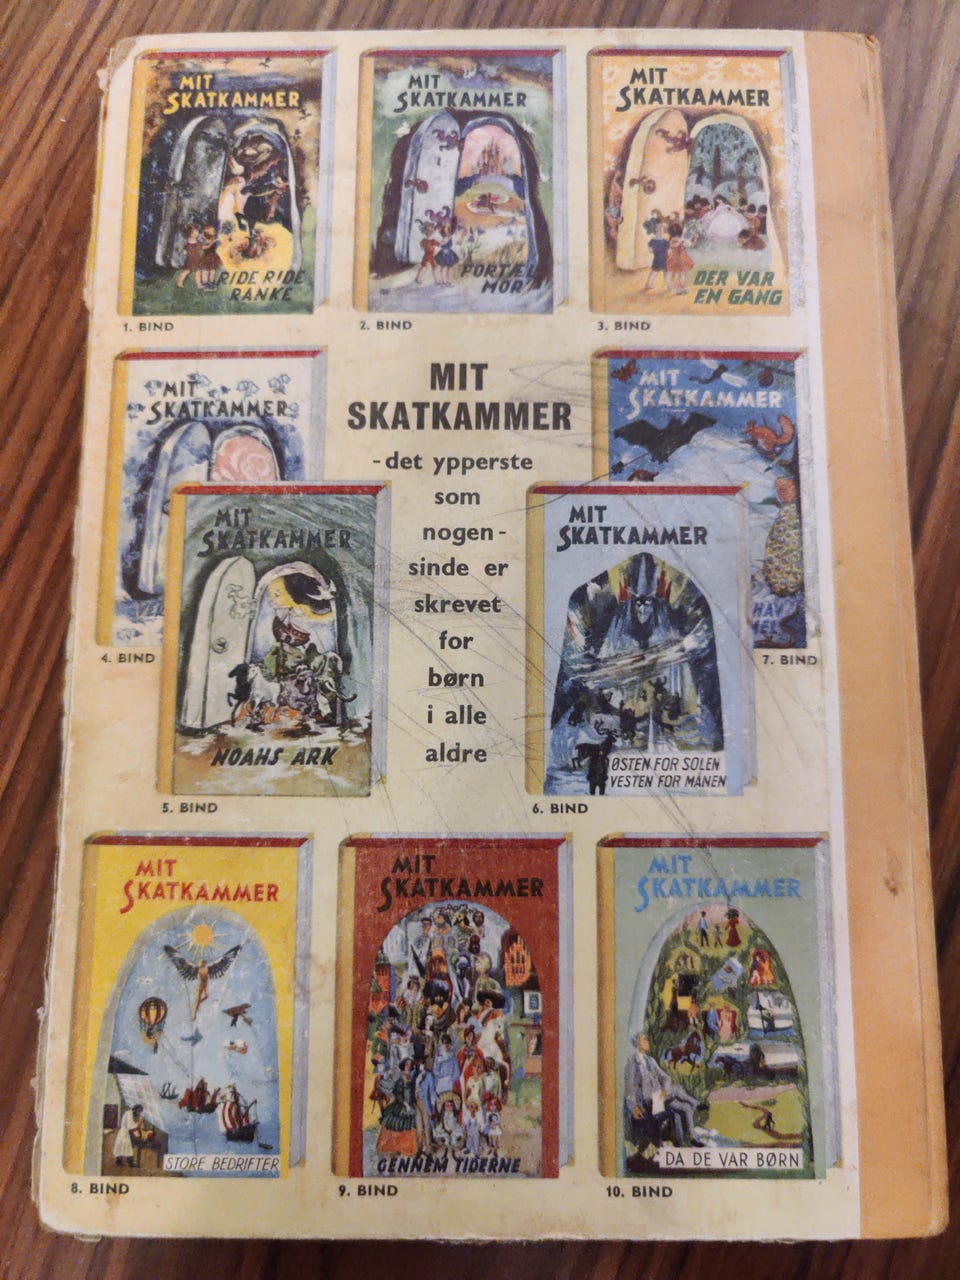 MIT
SKATKAMMER
RIDE RIDE
RANKE
1. BIND
MIT
SKATKAMMER
FORTÆL
MOR
2. BIND
MIT
SKATKAMMER
DER VAR
EN GANG
3. BIND
MIT
SKATKAMMER
4. BIND
MIT
SKATKAMMER
-det ypperste
som
nogen-
sinde er
skrevet
for
børn
i alle
aldre
MIT
SKATKAMMER
7. BIND
MIT
SKATKAMMER
NOAHS ARK
5. BIND
MIT
SKATKAMMER
ØSTEN FOR SOLEN
VESTEN FOR MÅNEN
6. BIND
MIT
SKATKAMMER
STORE BEDRIFTER
8. BIND
MIT
SKATKAMMER
GENNEM TIDERNE
9. BIND
MIT
SKATKAMMER
DA DE VAR BØRN
10. BIND